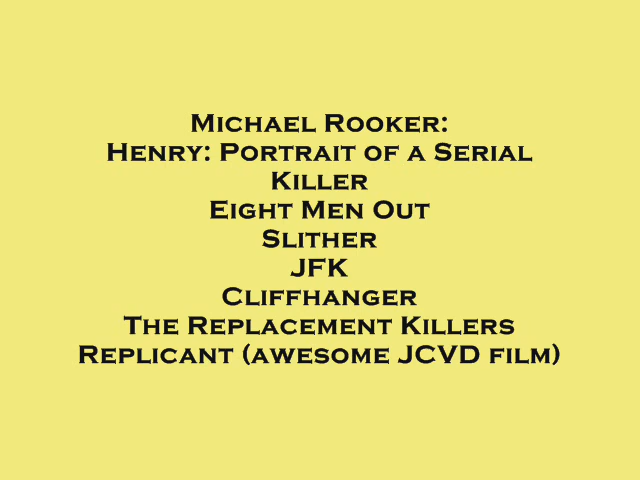 Michael Rooker:
Henry: Portrait of a Serial
Killer
Eight Men Out
Slither
JFK
Cliffhanger
The Replacement Killers
Replicant (awesome JCVD film)